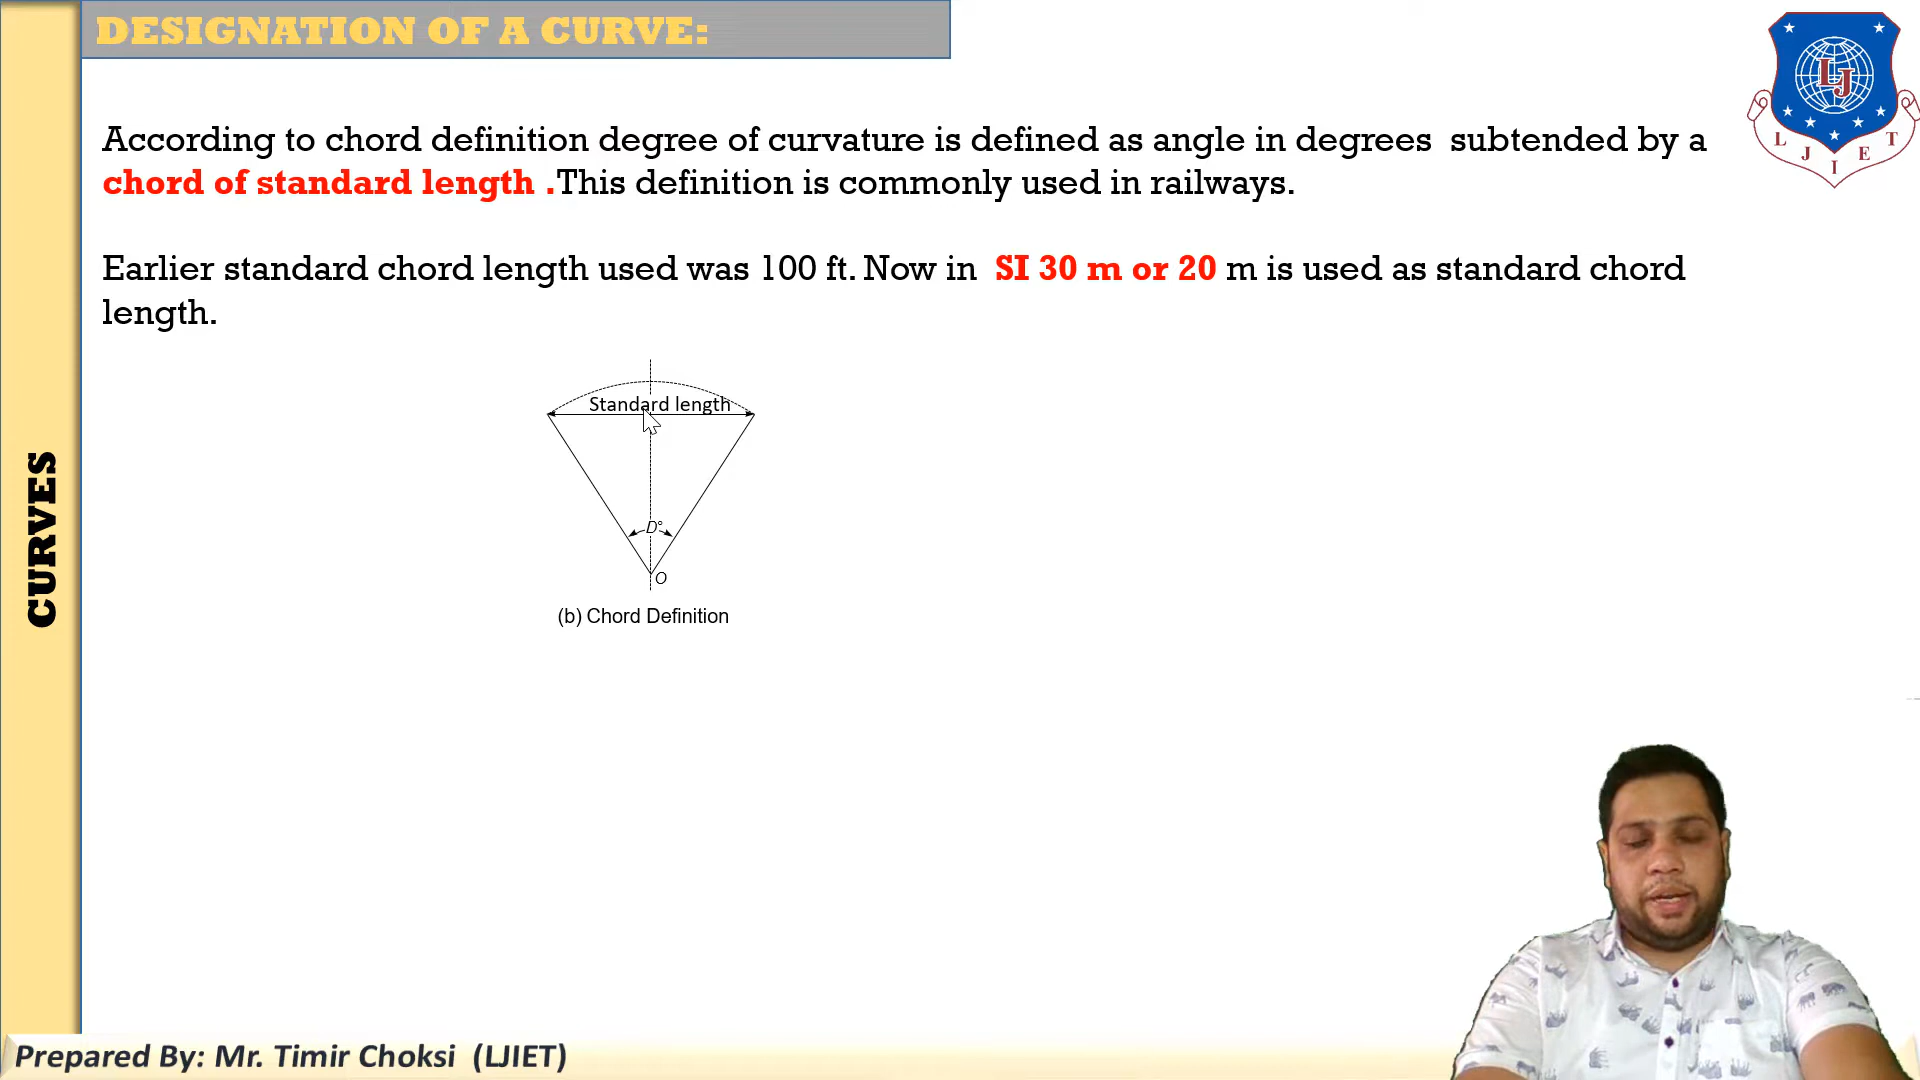 DESIGNATION OF A CURVE:
LJ
L J I E T
According to chord definition degree of curvature is defined as angle in degrees  subtended by a
chord of standard length .This definition is commonly used in railways.
Earlier standard chord length used was 100 ft. Now in  SI 30 m or 20 m is used as standard chord
length.
CURVES
Standard length
D°
O
(b) Chord Definition
Prepared By: Mr. Timir Choksi  (LJIET)